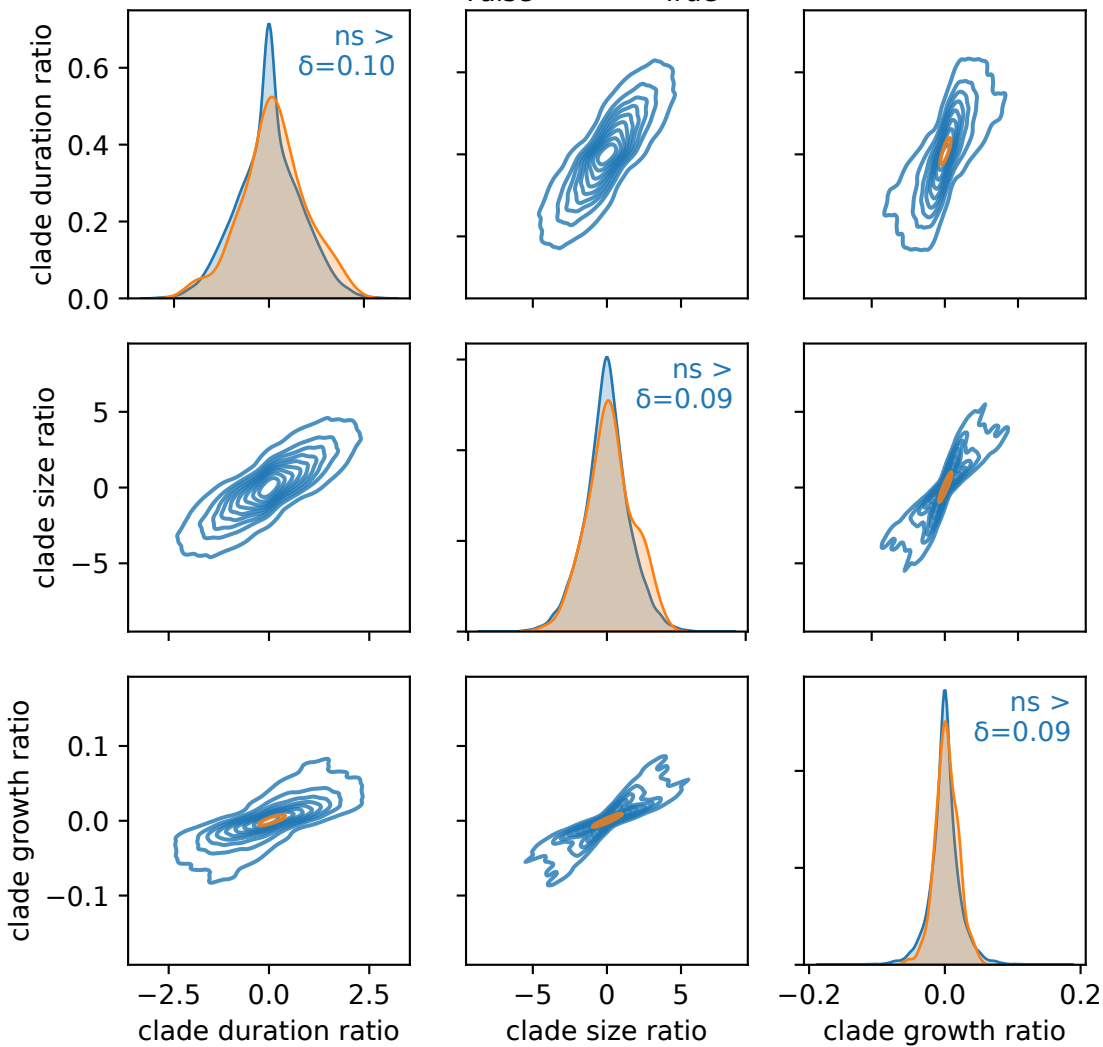 clade duration ratio
0.6
0.4
0.2
0.0
ns >
δ=0.10
clade size ratio
5
0
−5
ns >
δ=0.09
clade growth ratio
0.1
0.0
−0.1
ns >
δ=0.09
−2.5 0.0 2.5
−5 0 5
−0.2 0.0 0.2
clade duration ratio
clade size ratio
clade growth ratio